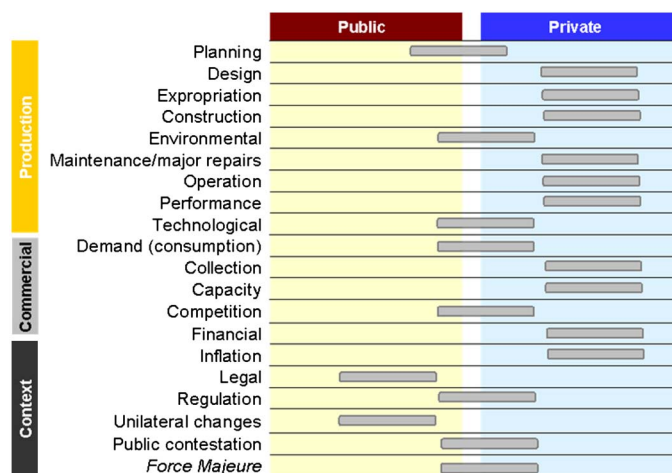 Public Private
Production
Planning
Design
Expropriation
Construction
Environmental
Maintenance/major repairs
Operation
Performance
Technological
Commercial
Demand (consumption)
Collection
Capacity
Competition
Financial
Context
Inflation
Legal
Regulation
Unilateral changes
Public contestation
Force Majeure